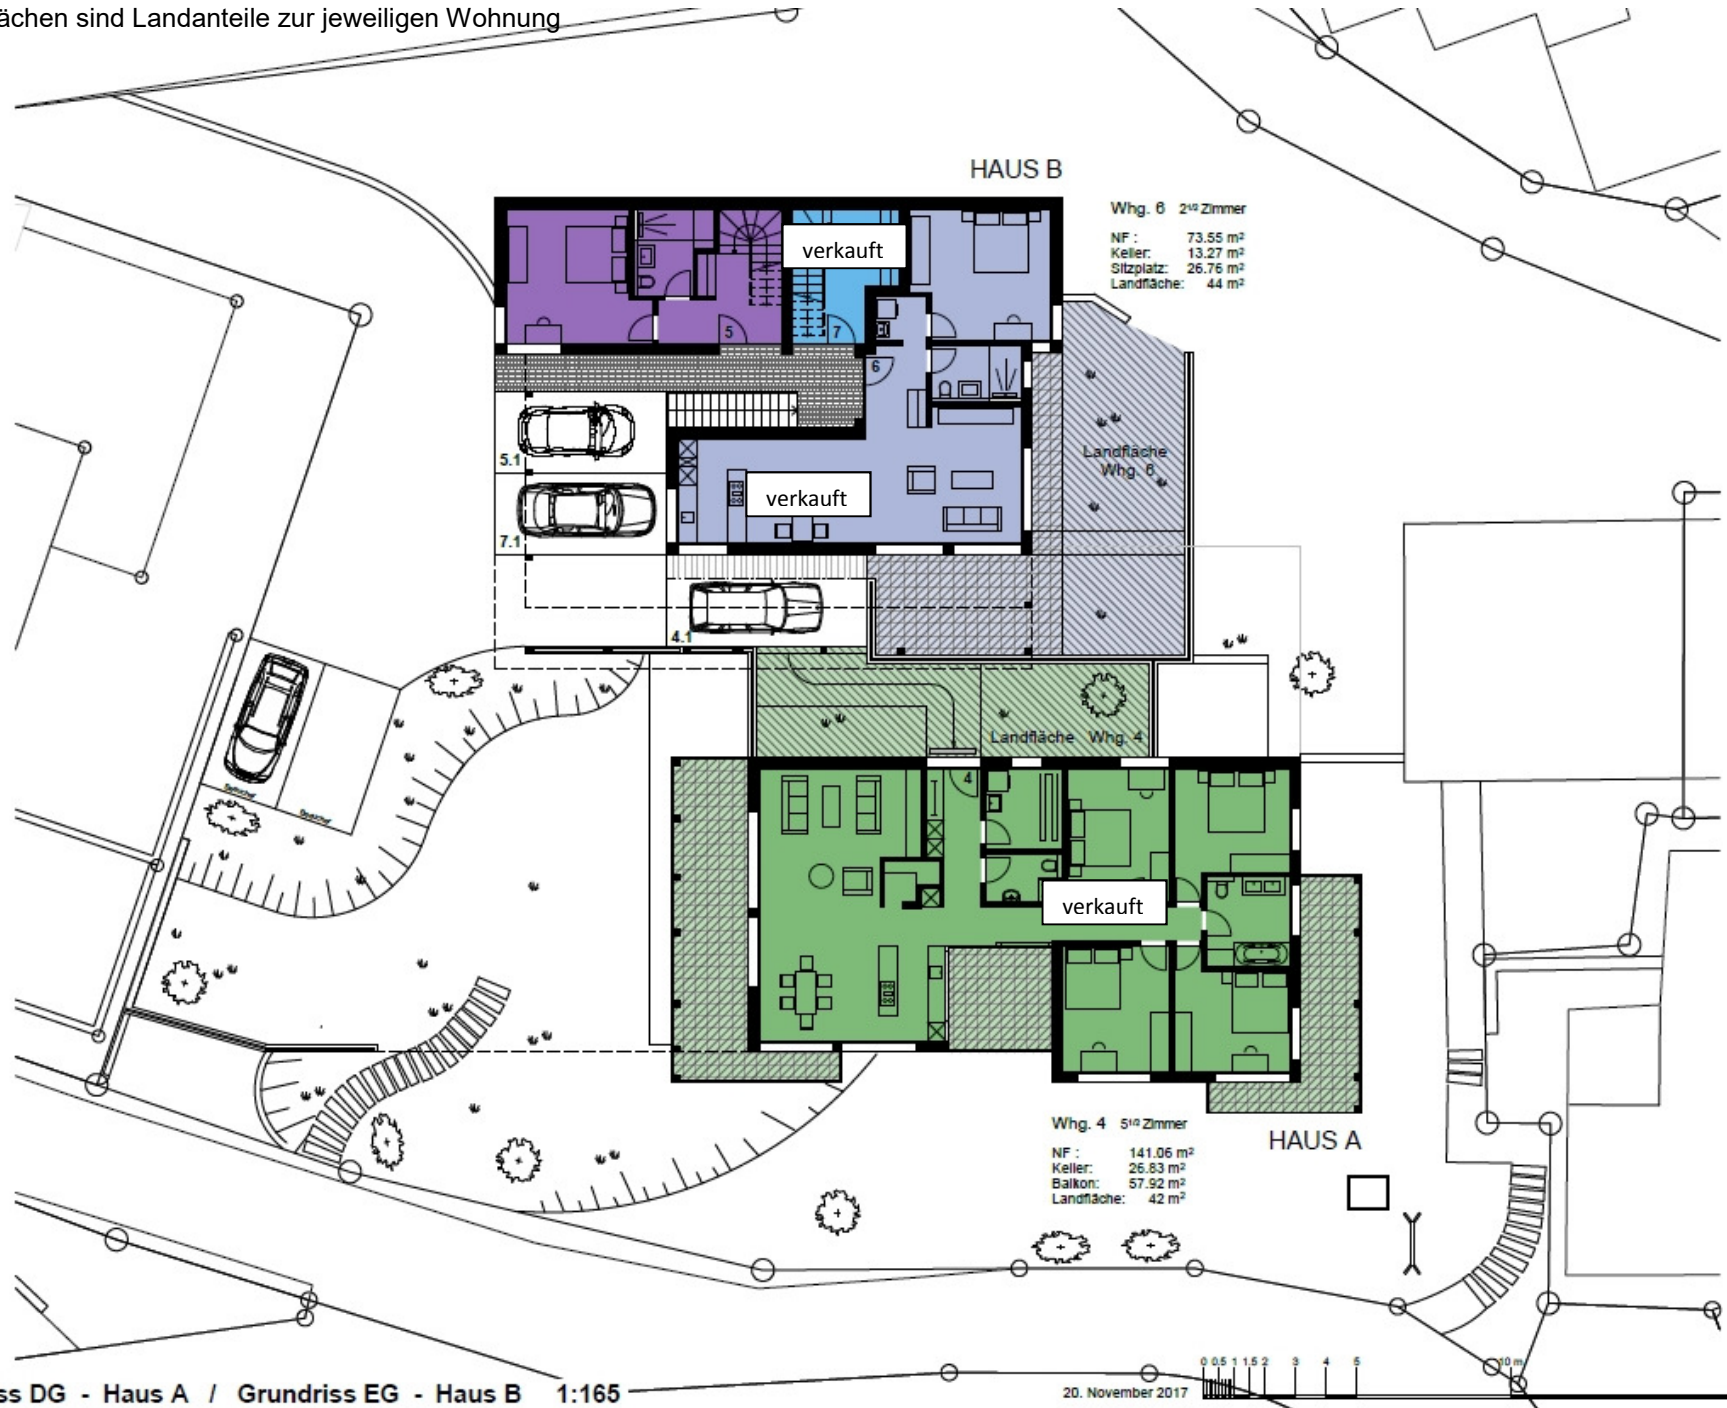 ächen sind Landanteile zur jeweiligen Wohnung
HAUS B
Whg. 6 2 1/2 Zimmer
NF : 73.55 m²
Keller: 13.27 m²
Sitzplatz: 26.76 m²
Landfläche: 44 m²
verkauft
5
7
6
5.1
Landfläche
Whg. 6
verkauft
7.1
4.1
Landfläche Whg. 4
4
verkauft
Whg. 4 5 1/2 Zimmer
NF : 141.06 m²
Keller: 26.83 m²
Balkon: 57.92 m²
Landfläche: 42 m²
HAUS A
ss DG - Haus A / Grundriss EG - Haus B 1:165
20. November 2017
0 0.5 1 1.5 2 3 4 5 10 m